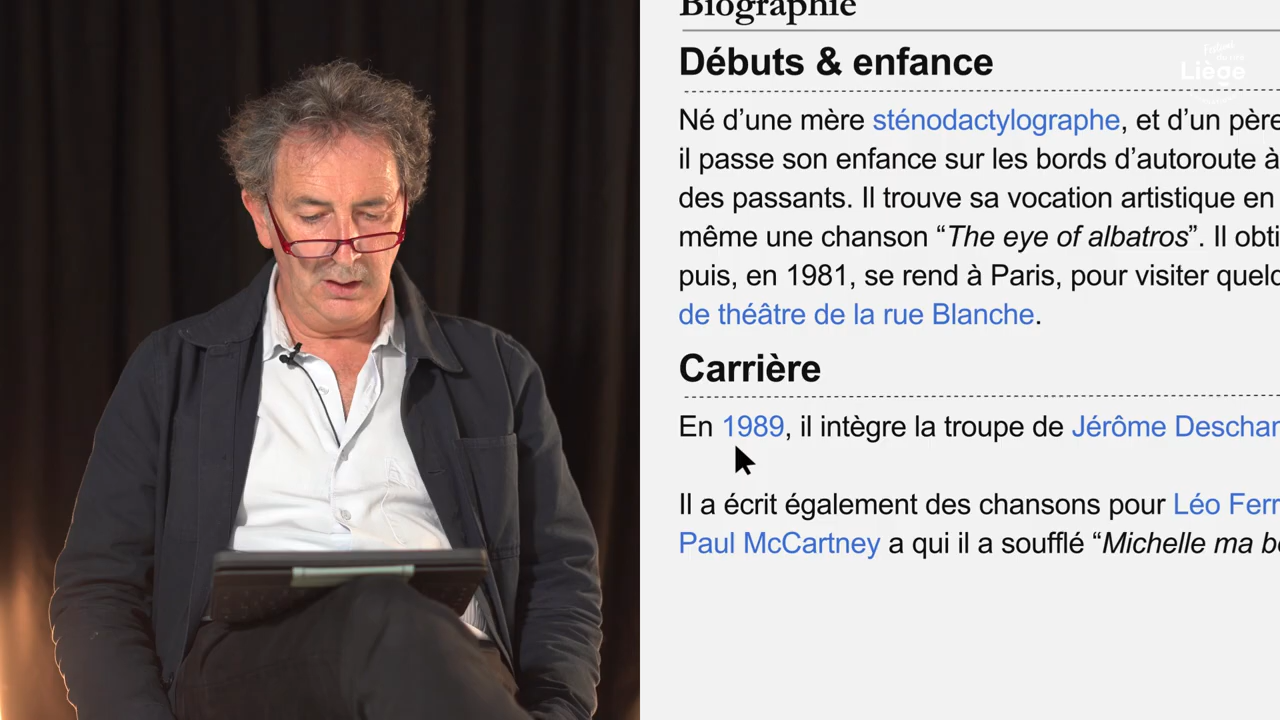 Biographie
Débuts & enfance
Né d’une mère sténodactylographe, et d’un père
il passe son enfance sur les bords d’autoroute à
des passants. Il trouve sa vocation artistique en
même une chanson “The eye of albatros”. Il obti
puis, en 1981, se rend à Paris, pour visiter quelq
de théâtre de la rue Blanche.
Carrière
En 1989, il intègre la troupe de Jérôme Deschar
Il a écrit également des chansons pour Léo Ferr
Paul McCartney a qui il a soufflé “Michelle ma be
Liège